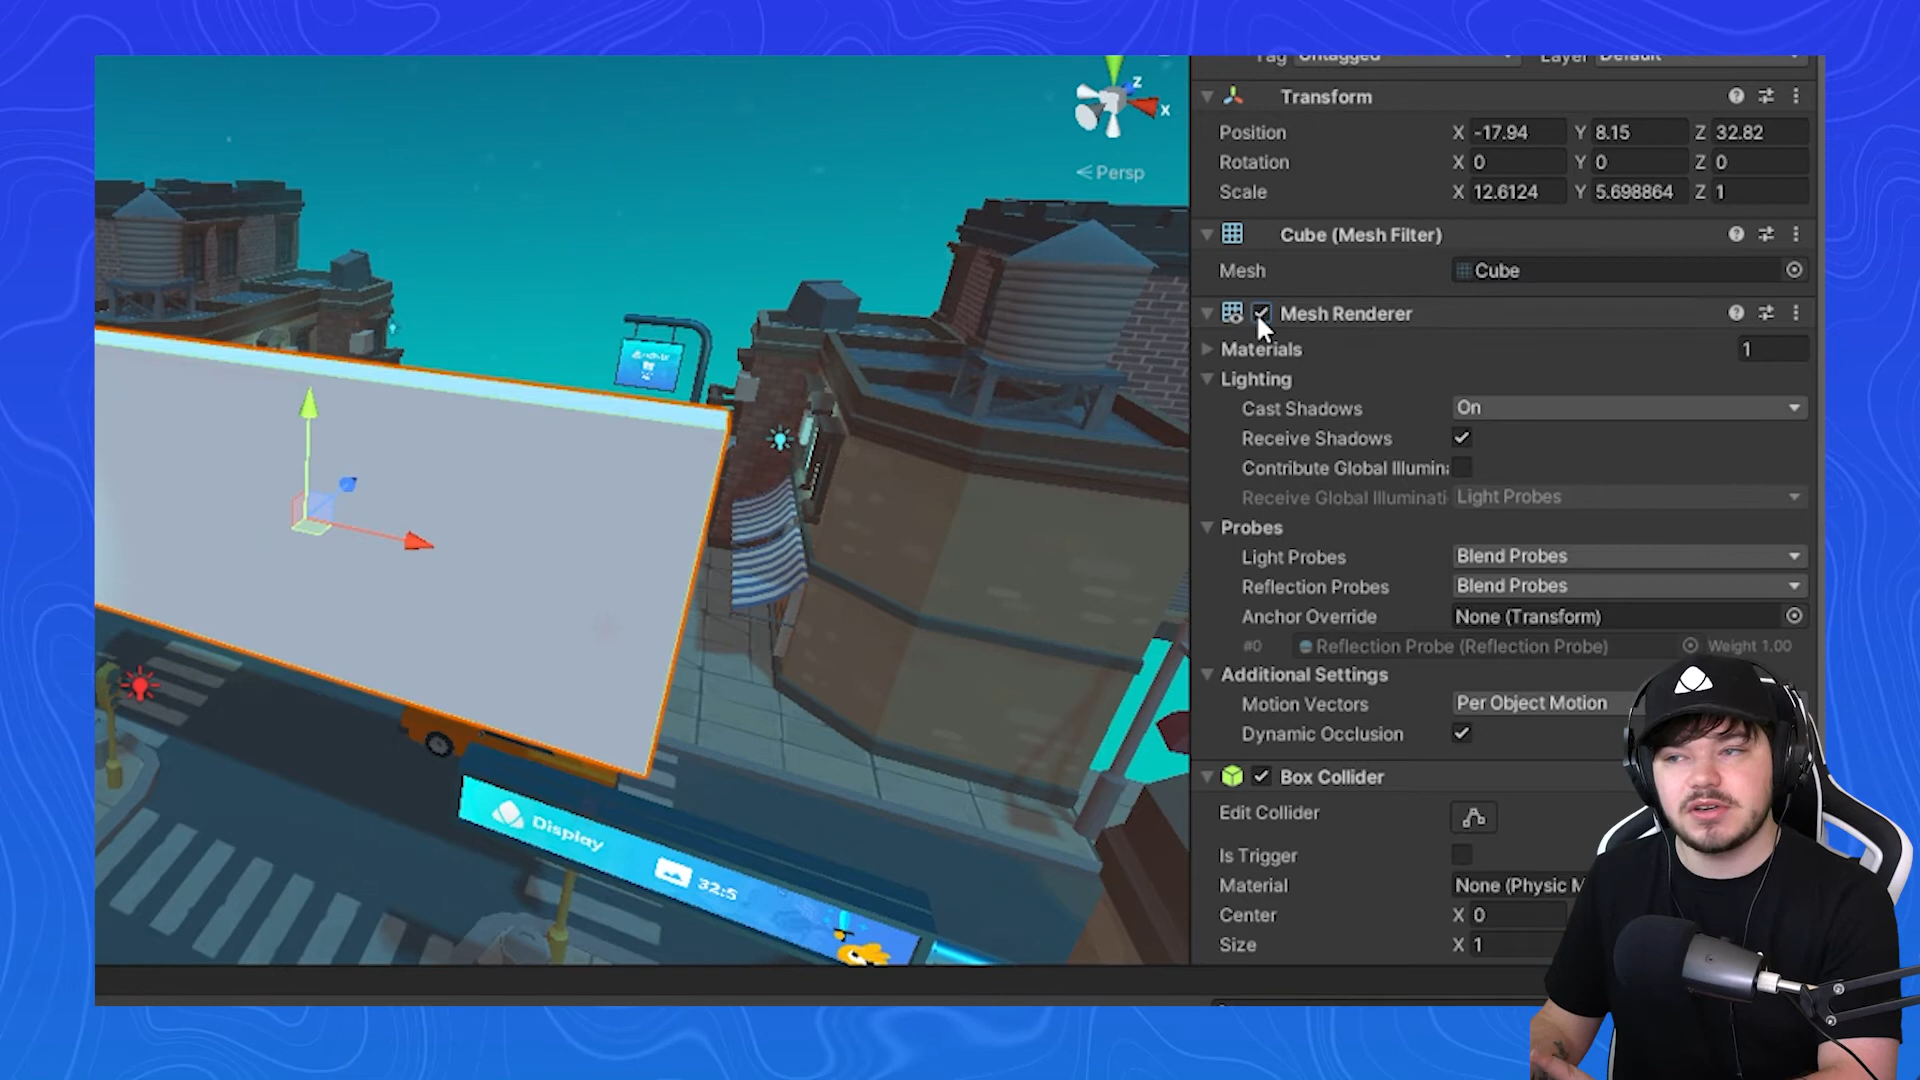 Tag Untagged Layer Default
Transform
Position X -17.94 Y 8.15 Z 32.82
Rotation X 0 Y 0 Z 0
Scale X 12.6124 Y 5.698864 Z 1
Cube (Mesh Filter)
Mesh Cube
Mesh Renderer
Materials 1
Lighting
Cast Shadows On
Receive Shadows
Contribute Global Illumin
Receive Global Illuminati Light Probes
Probes
Light Probes Blend Probes
Reflection Probes Blend Probes
Anchor Override None (Transform)
#0 Reflection Probe (Reflection Probe) Weight 1.00
Additional Settings
Motion Vectors Per Object Motion
Dynamic Occlusion
Box Collider
Edit Collider
Is Trigger
Material None (Physic M
Center X 0
Size X 1
z
x
Persp
Display
32:5